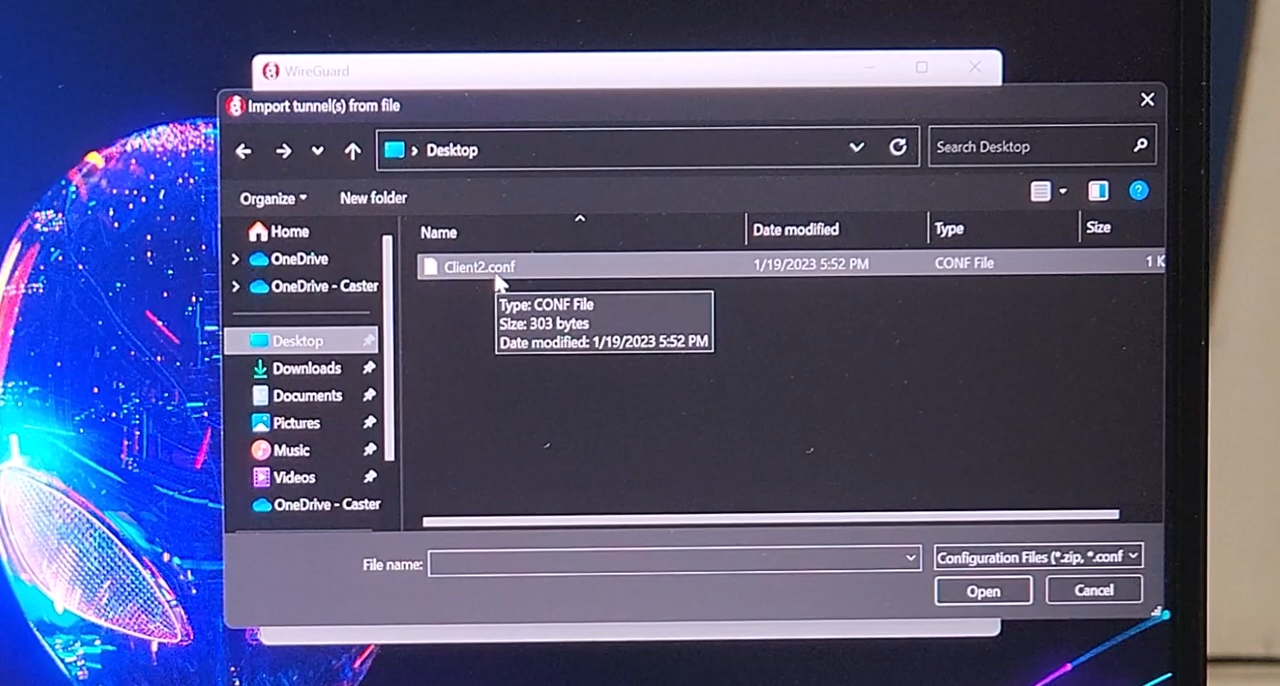 WireGuard
Import tunnel(s) from file
Desktop
Search Desktop
Organize
New folder
Name
Date modified
Type
Size
Home
OneDrive
OneDrive - Caster
Desktop
Downloads
Documents
Pictures
Music
Videos
OneDrive - Caster
Client2.conf
1/19/2023 5:52 PM
CONF File
1 K
Type: CONF File
Size: 303 bytes
Date modified: 1/19/2023 5:52 PM
File name:
Configuration Files (*.zip, *.conf
Open
Cancel